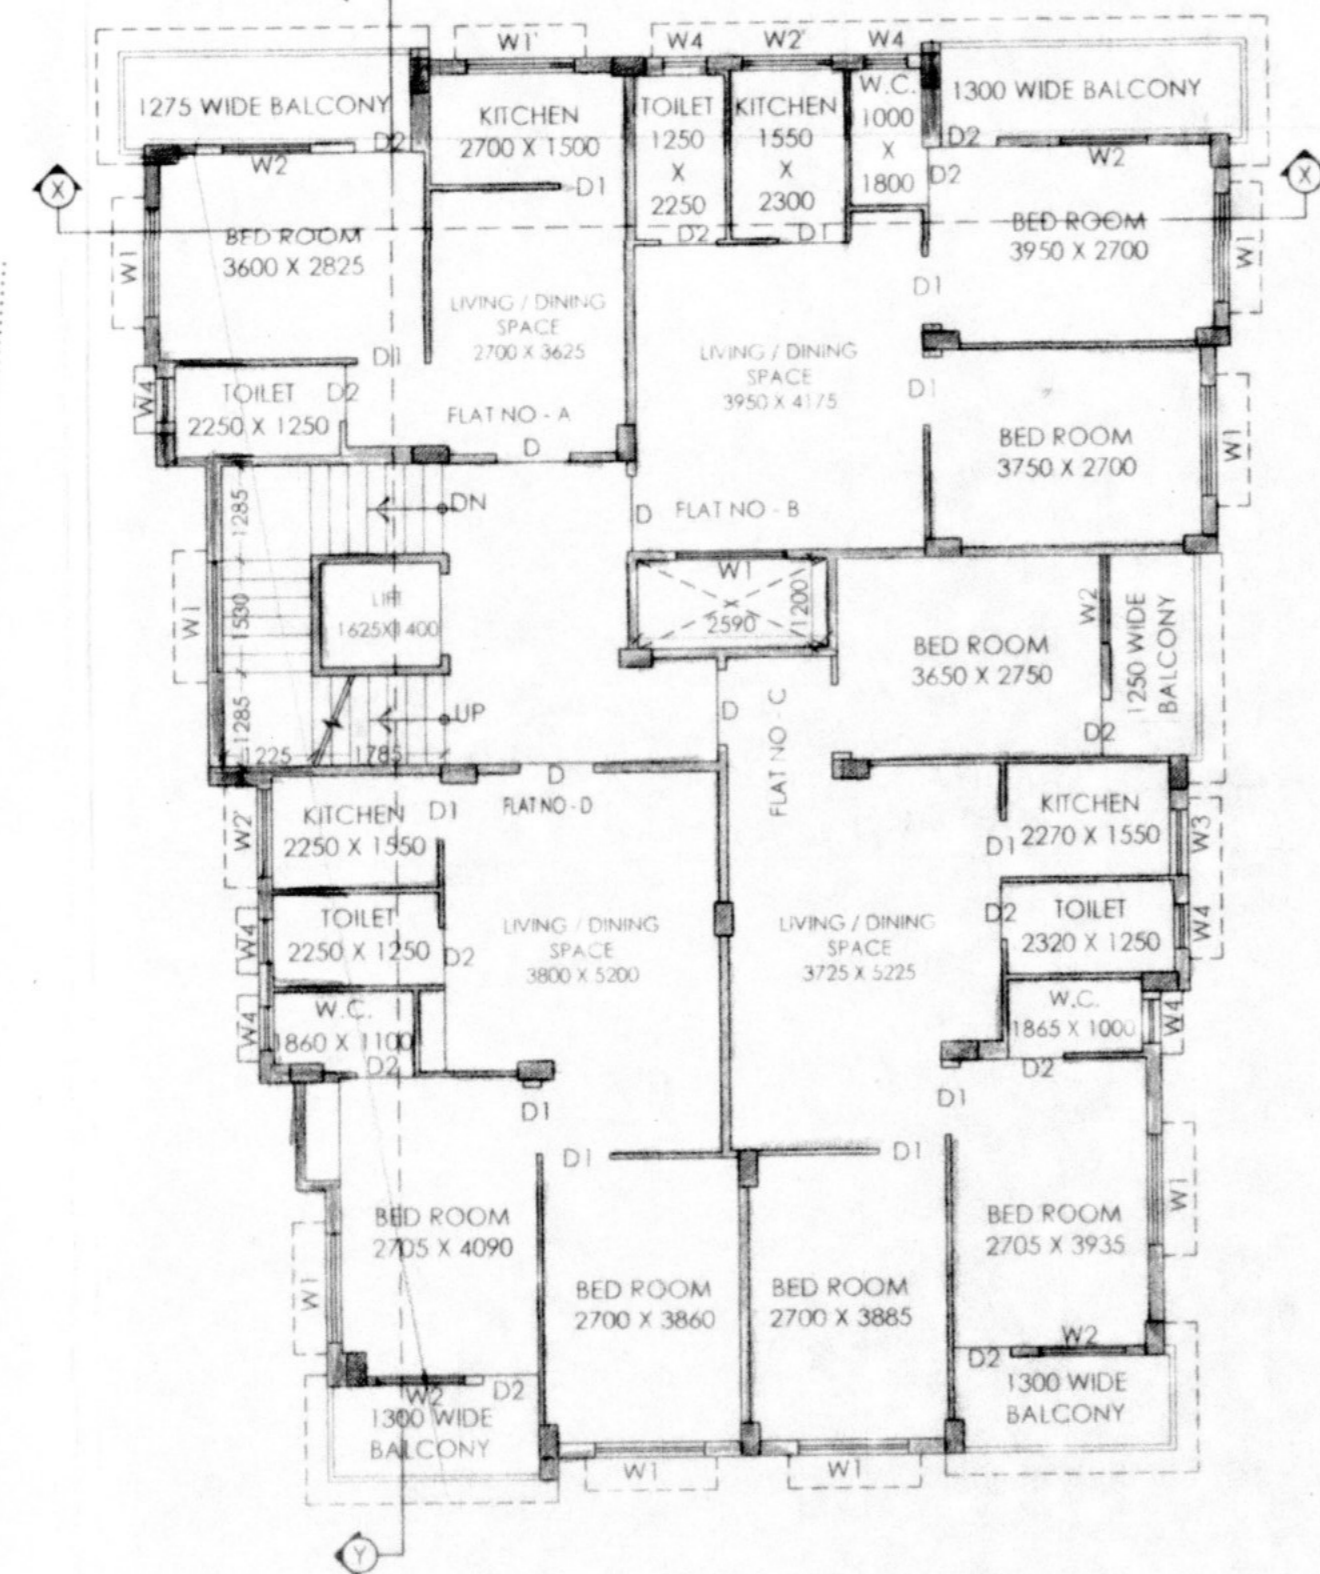 W1'
W4
W2'
W4
1275 WIDE BALCONY
D2
W2
KITCHEN
2700 X 1500
D1
TOILET
1250
X
2250
D2
KITCHEN
1550
X
2300
D1
W.C.
1000
X
1800
1300 WIDE BALCONY
D2
W2
D2
X
X
W1
BED ROOM
3600 X 2825
BED ROOM
3950 X 2700
W1
D1
LIVING / DINING
SPACE
2700 X 3625
D1
LIVING / DINING
SPACE
3950 X 4175
D1
W4
TOILET
2250 X 1250
D2
FLAT NO - A
D
BED ROOM
3750 X 2700
W1
1285
DN
D
FLAT NO - B
W1
1530
LIFT
1625X1400
W1
X
2590
1200
BED ROOM
3650 X 2750
W2
1250 WIDE
BALCONY
D2
1285
UP
1225
1785
D
FLAT NO - C
D
FLAT NO - D
W2'
KITCHEN
2250 X 1550
D1
KITCHEN
2270 X 1550
D1
W3
W4
TOILET
2250 X 1250
D2
LIVING / DINING
SPACE
3800 X 5200
LIVING / DINING
SPACE
3725 X 5225
D2
TOILET
2320 X 1250
W4
W4
W.C.
1860 X 1100
D2
W.C.
1865 X 1000
W4
D2
D1
D1
D1
D1
BED ROOM
2705 X 4090
W1
BED ROOM
2705 X 3935
W1
BED ROOM
2700 X 3860
BED ROOM
2700 X 3885
W2
D2
1300 WIDE
BALCONY
D2
W2
1300 WIDE
BALCONY
W1
W1
Y